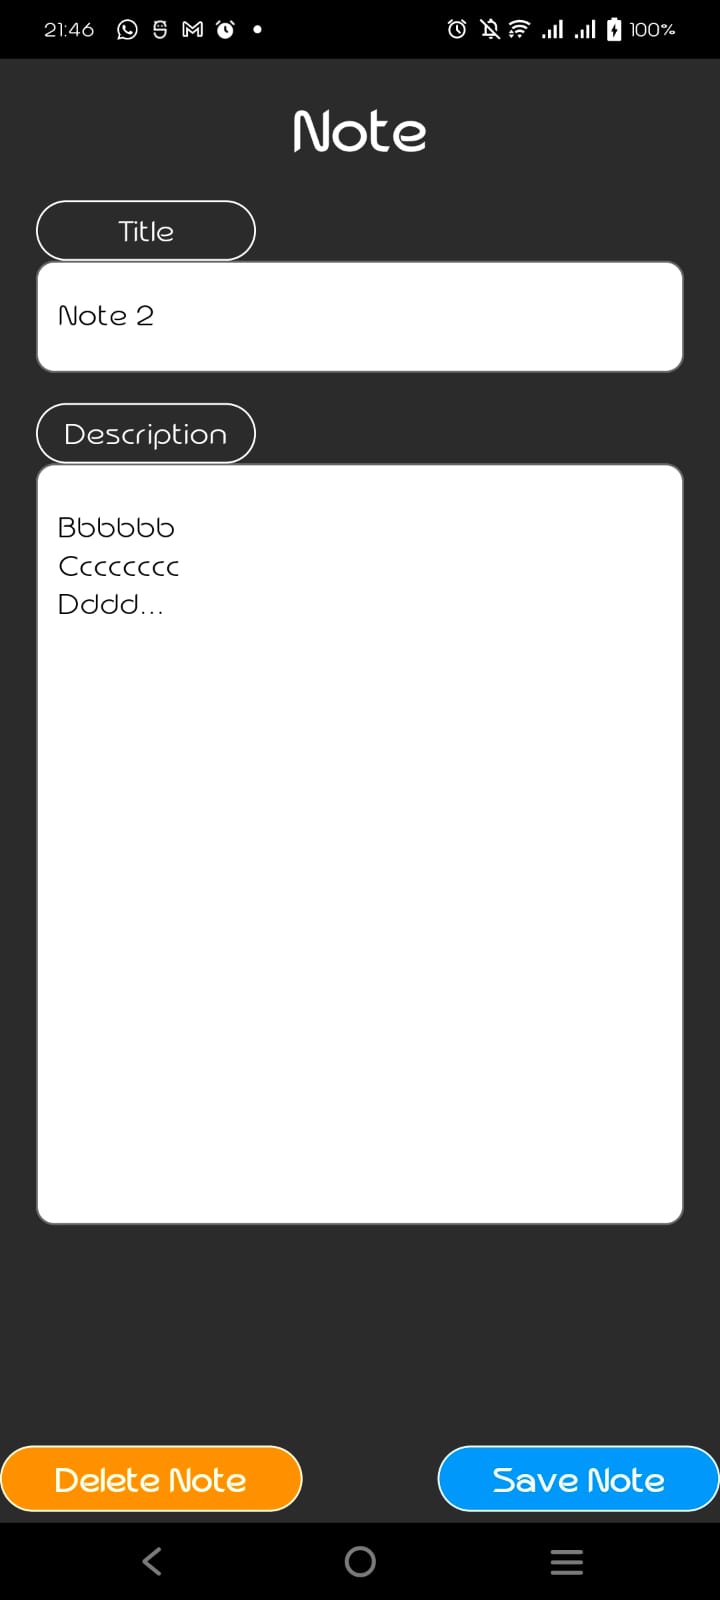 21:46 100%
Note
Title
Note 2
Description
Bbbbbb
Cccccccc
Dddd...
Delete Note Save Note